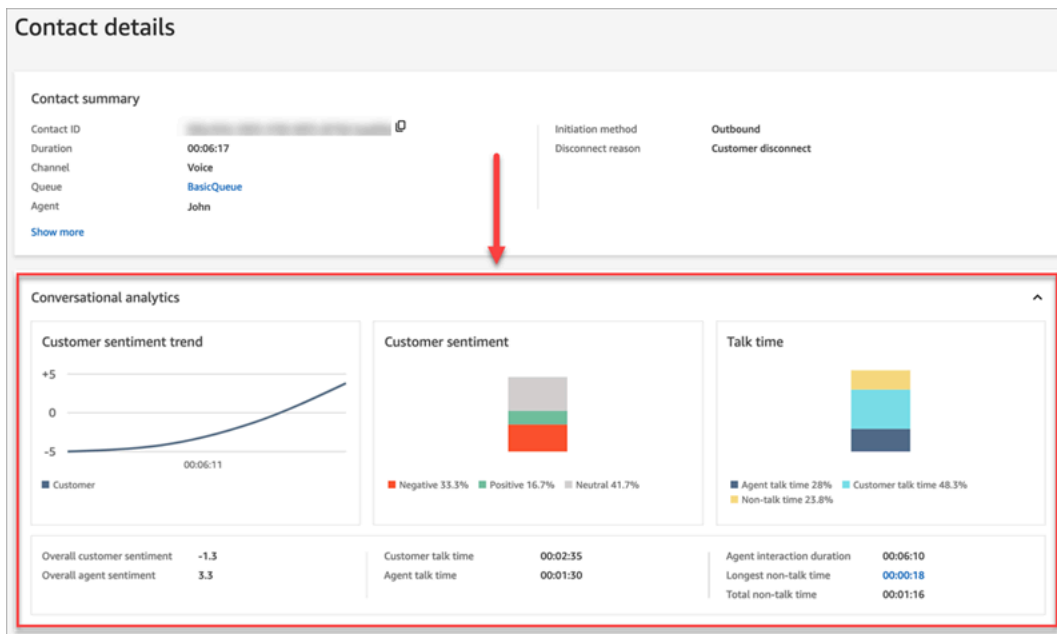 Contact details
Contact summary
Contact ID
Duration 00:06:17
Channel Voice
Queue BasicQueue
Agent John
Show more
Initiation method Outbound
Disconnect reason Customer disconnect
Conversational analytics
Customer sentiment trend
+5
0
-5
00:06:11
Customer
Customer sentiment
Negative 33.3% Positive 16.7% Neutral 41.7%
Talk time
Agent talk time 28% Customer talk time 48.3%
Non-talk time 23.8%
Overall customer sentiment -1.3
Overall agent sentiment 3.3
Customer talk time 00:02:35
Agent talk time 00:01:30
Agent interaction duration 00:06:10
Longest non-talk time 00:00:18
Total non-talk time 00:01:16